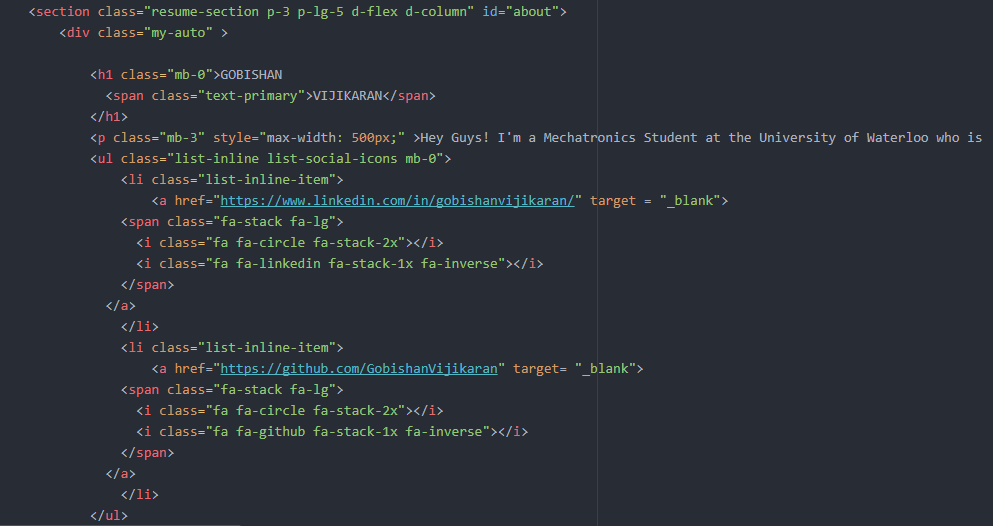 <section class="resume-section p-3 p-lg-5 d-flex d-column" id="about">
<div class="my-auto" >
<h1 class="mb-0">GOBISHAN
<span class="text-primary">VIJIKARAN</span>
</h1>
<p class="mb-3" style="max-width: 500px;" >Hey Guys! I'm a Mechatronics Student at the University of Waterloo who is
<ul class="list-inline list-social-icons mb-0">
<li class="list-inline-item">
<a href="https://www.linkedin.com/in/gobishanvijikaran/" target = "_blank">
<span class="fa-stack fa-lg">
<i class="fa fa-circle fa-stack-2x"></i>
<i class="fa fa-linkedin fa-stack-1x fa-inverse"></i>
</span>
</a>
</li>
<li class="list-inline-item">
<a href="https://github.com/GobishanVijikaran" target= "_blank">
<span class="fa-stack fa-lg">
<i class="fa fa-circle fa-stack-2x"></i>
<i class="fa fa-github fa-stack-1x fa-inverse"></i>
</span>
</a>
</li>
</ul>